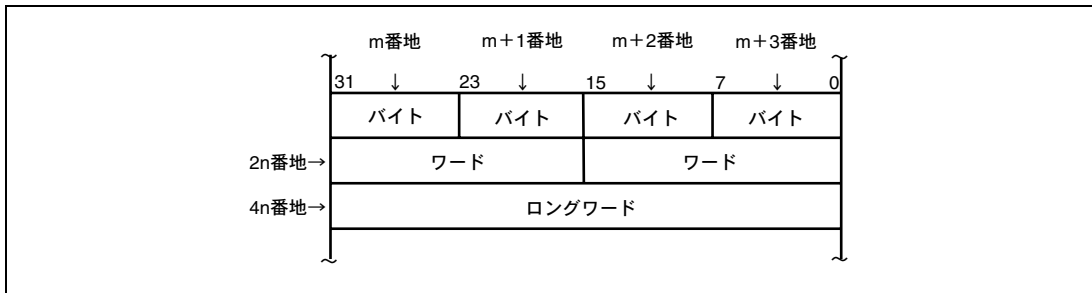 m番地 m+1番地 m+2番地 m+3番地
31 ↓ 23 ↓ 15 ↓ 7 ↓ 0
バイト バイト バイト バイト
2n番地→ ワード ワード
4n番地→ ロングワード